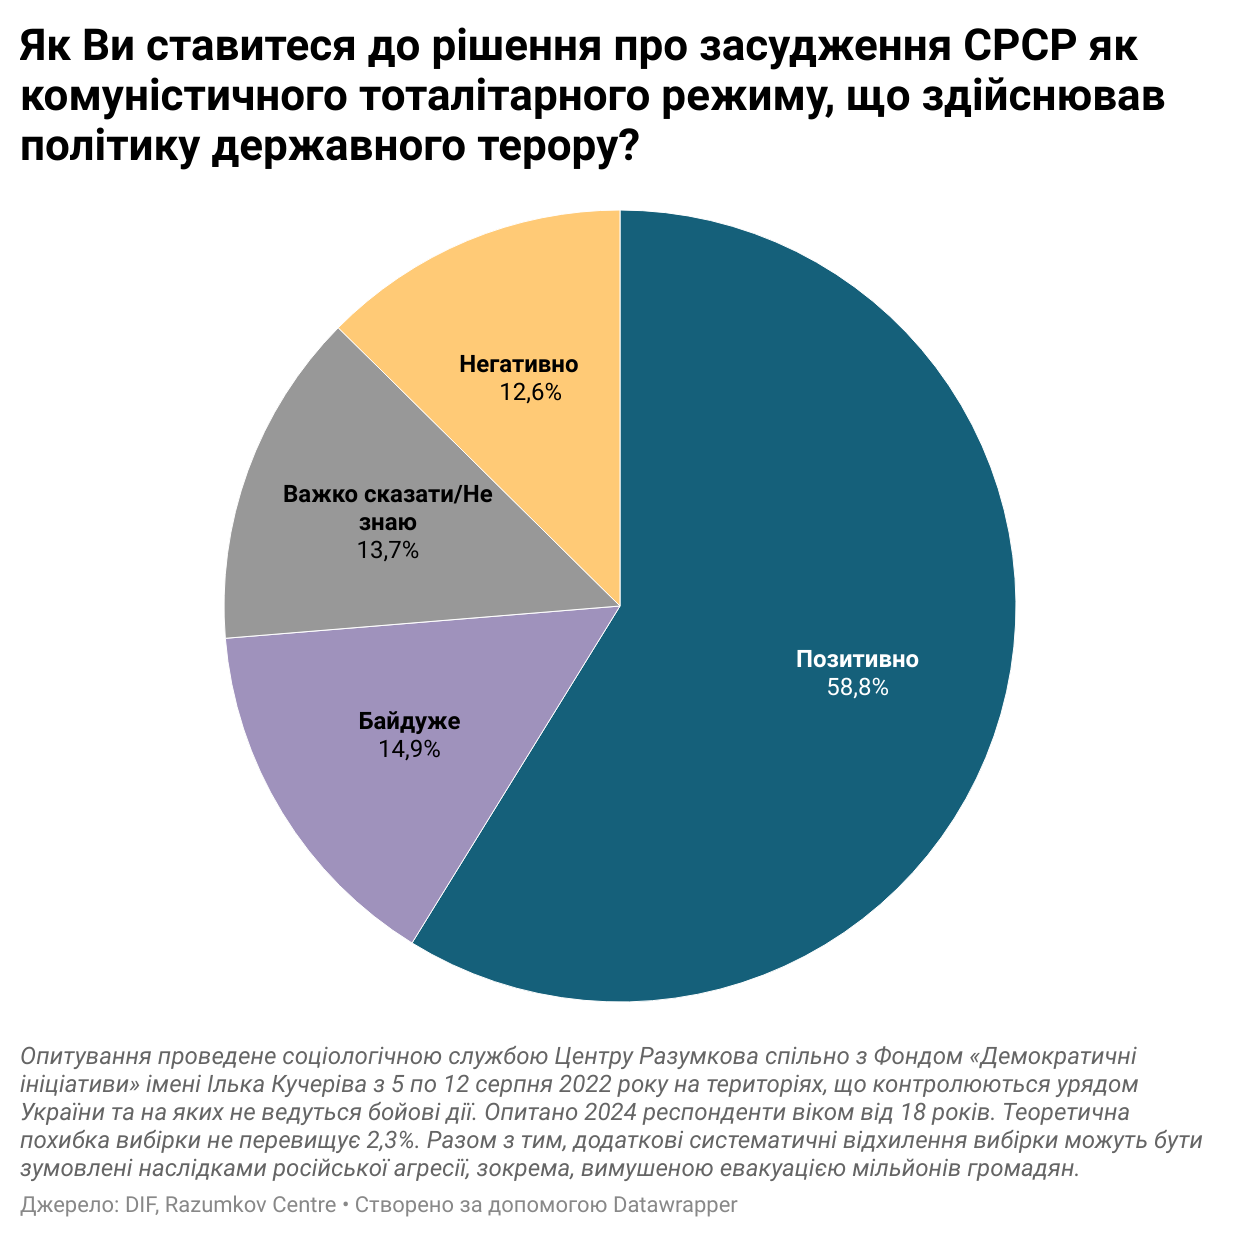 Як Ви ставитеся до рішення про засудження СРСР як
комуністичного тоталітарного режиму, що здійснював
політику державного терору?
Негативно
12,6%
Важко сказати/Не
знаю
13,7%
Позитивно
58,8%
Байдуже
14,9%
Опитування проведене соціологічною службою Центру Разумкова спільно з Фондом «Демократичні
ініціативи» імені Ілька Кучеріва з 5 по 12 серпня 2022 року на територіях, що контролюються урядом
України та на яких не ведуться бойові дії. Опитано 2024 респонденти віком від 18 років. Теоретична
похибка вибірки не перевищує 2,3%. Разом з тим, додаткові систематичні відхилення вибірки можуть бути
зумовлені наслідками російської агресії, зокрема, вимушеною евакуацією мільйонів громадян.
Джерело: DIF, Razumkov Centre • Створено за допомогою Datawrapper